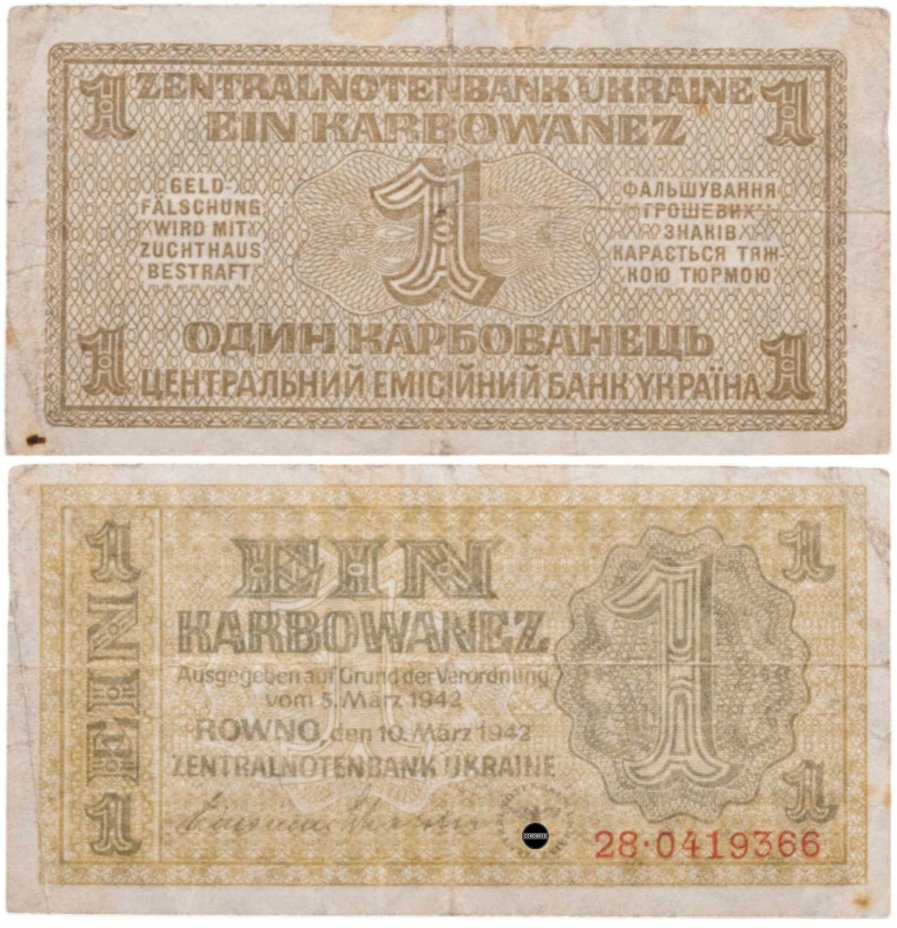 1 ZENTRALNOTENBANK UKRAINE 1
EIN KARBOWANEZ
GELD-
FÄLSCHUNG
WIRD MIT
ZUCHTHAUS
BESTRAFT
1
ФАЛЬШУВАННЯ
ГРОШЕВИХ
ЗНАКІВ
КАРАЄТЬСЯ ТЯЖ-
КОЮ ТЮРМОЮ
ОДИН КАРБОВАНЕЦЬ
1 ЦЕНТРАЛЬНИЙ ЕМІСІЙНИЙ БАНК УКРАЇНА 1
1 EIN 1
EIN
KARBOWANEZ
Ausgegeben auf Grund der Verordnung
vom 5. März 1942
ROWNO, den 10. März 1942
ZENTRALNOTENBANK UKRAINE
1
1
1
CENSORED
28·0419366